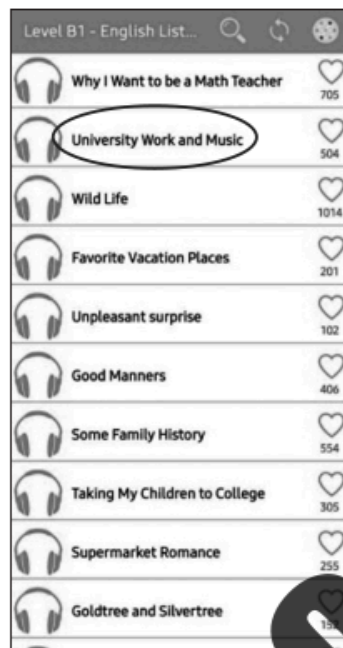 Level B1 - English List...
Why I Want to be a Math Teacher
705
University Work and Music
504
Wild Life
1014
Favorite Vacation Places
201
Unpleasant surprise
102
Good Manners
406
Some Family History
554
Taking My Children to College
305
Supermarket Romance
255
Goldtree and Silvertree